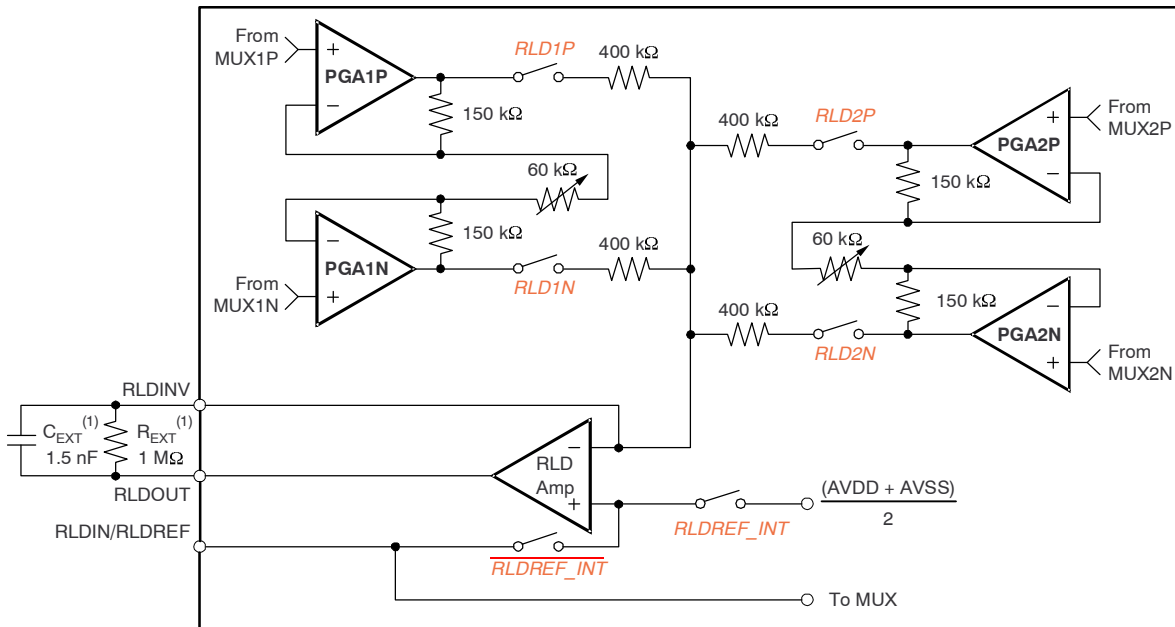 From
MUX1P
+
PGA1P
−
RLD1P
400 kΩ
150 kΩ
60 kΩ
−
PGA1N
+
From
MUX1N
150 kΩ
RLD1N
400 kΩ
400 kΩ
RLD2P
+
PGA2P
−
From
MUX2P
150 kΩ
60 kΩ
150 kΩ
400 kΩ
RLD2N
−
PGA2N
+
From
MUX2N
RLDINV
CEXT(1)
1.5 nF
REXT(1)
1 MΩ
RLDOUT
RLDIN/RLDREF
−
RLD
Amp
+
RLDREF_INT
(AVDD + AVSS)
2
RLDREF_INT
To MUX